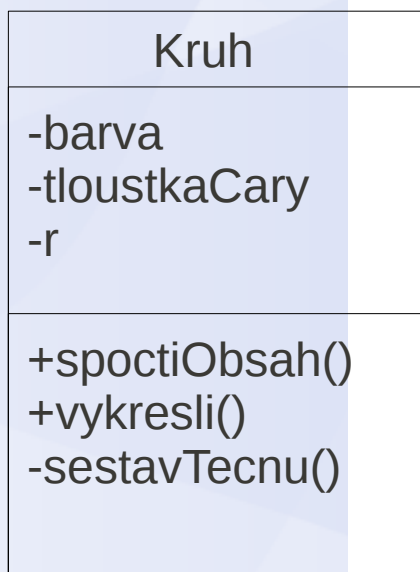 Kruh
-barva
-tloustkaCary
-r
+spoctiObsah()
+vykresli()
-sestavTecnu()